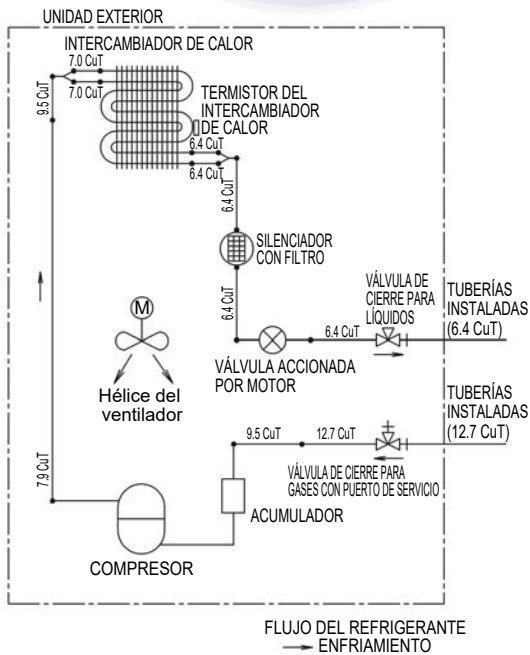 UNIDAD EXTERIOR
INTERCAMBIADOR DE CALOR
7.0 CuT
7.0 CuT
9.5 CuT
TERMISTOR DEL
INTERCAMBIADOR
DE CALOR
6.4 CuT
6.4 CuT
6.4 CuT
SILENCIADOR
CON FILTRO
6.4 CuT
VÁLVULA DE
CIERRE PARA
LÍQUIDOS
TUBERÍAS
INSTALADAS
(6.4 CuT)
6.4 CuT
M
VÁLVULA ACCIONADA
POR MOTOR
Hélice del
ventilador
TUBERÍAS
INSTALADAS
(12.7 CuT)
9.5 CuT
12.7 CuT
7.9 CuT
VÁLVULA DE CIERRE PARA
GASES CON PUERTO DE SERVICIO
ACUMULADOR
COMPRESOR
FLUJO DEL REFRIGERANTE
ENFRIAMIENTO